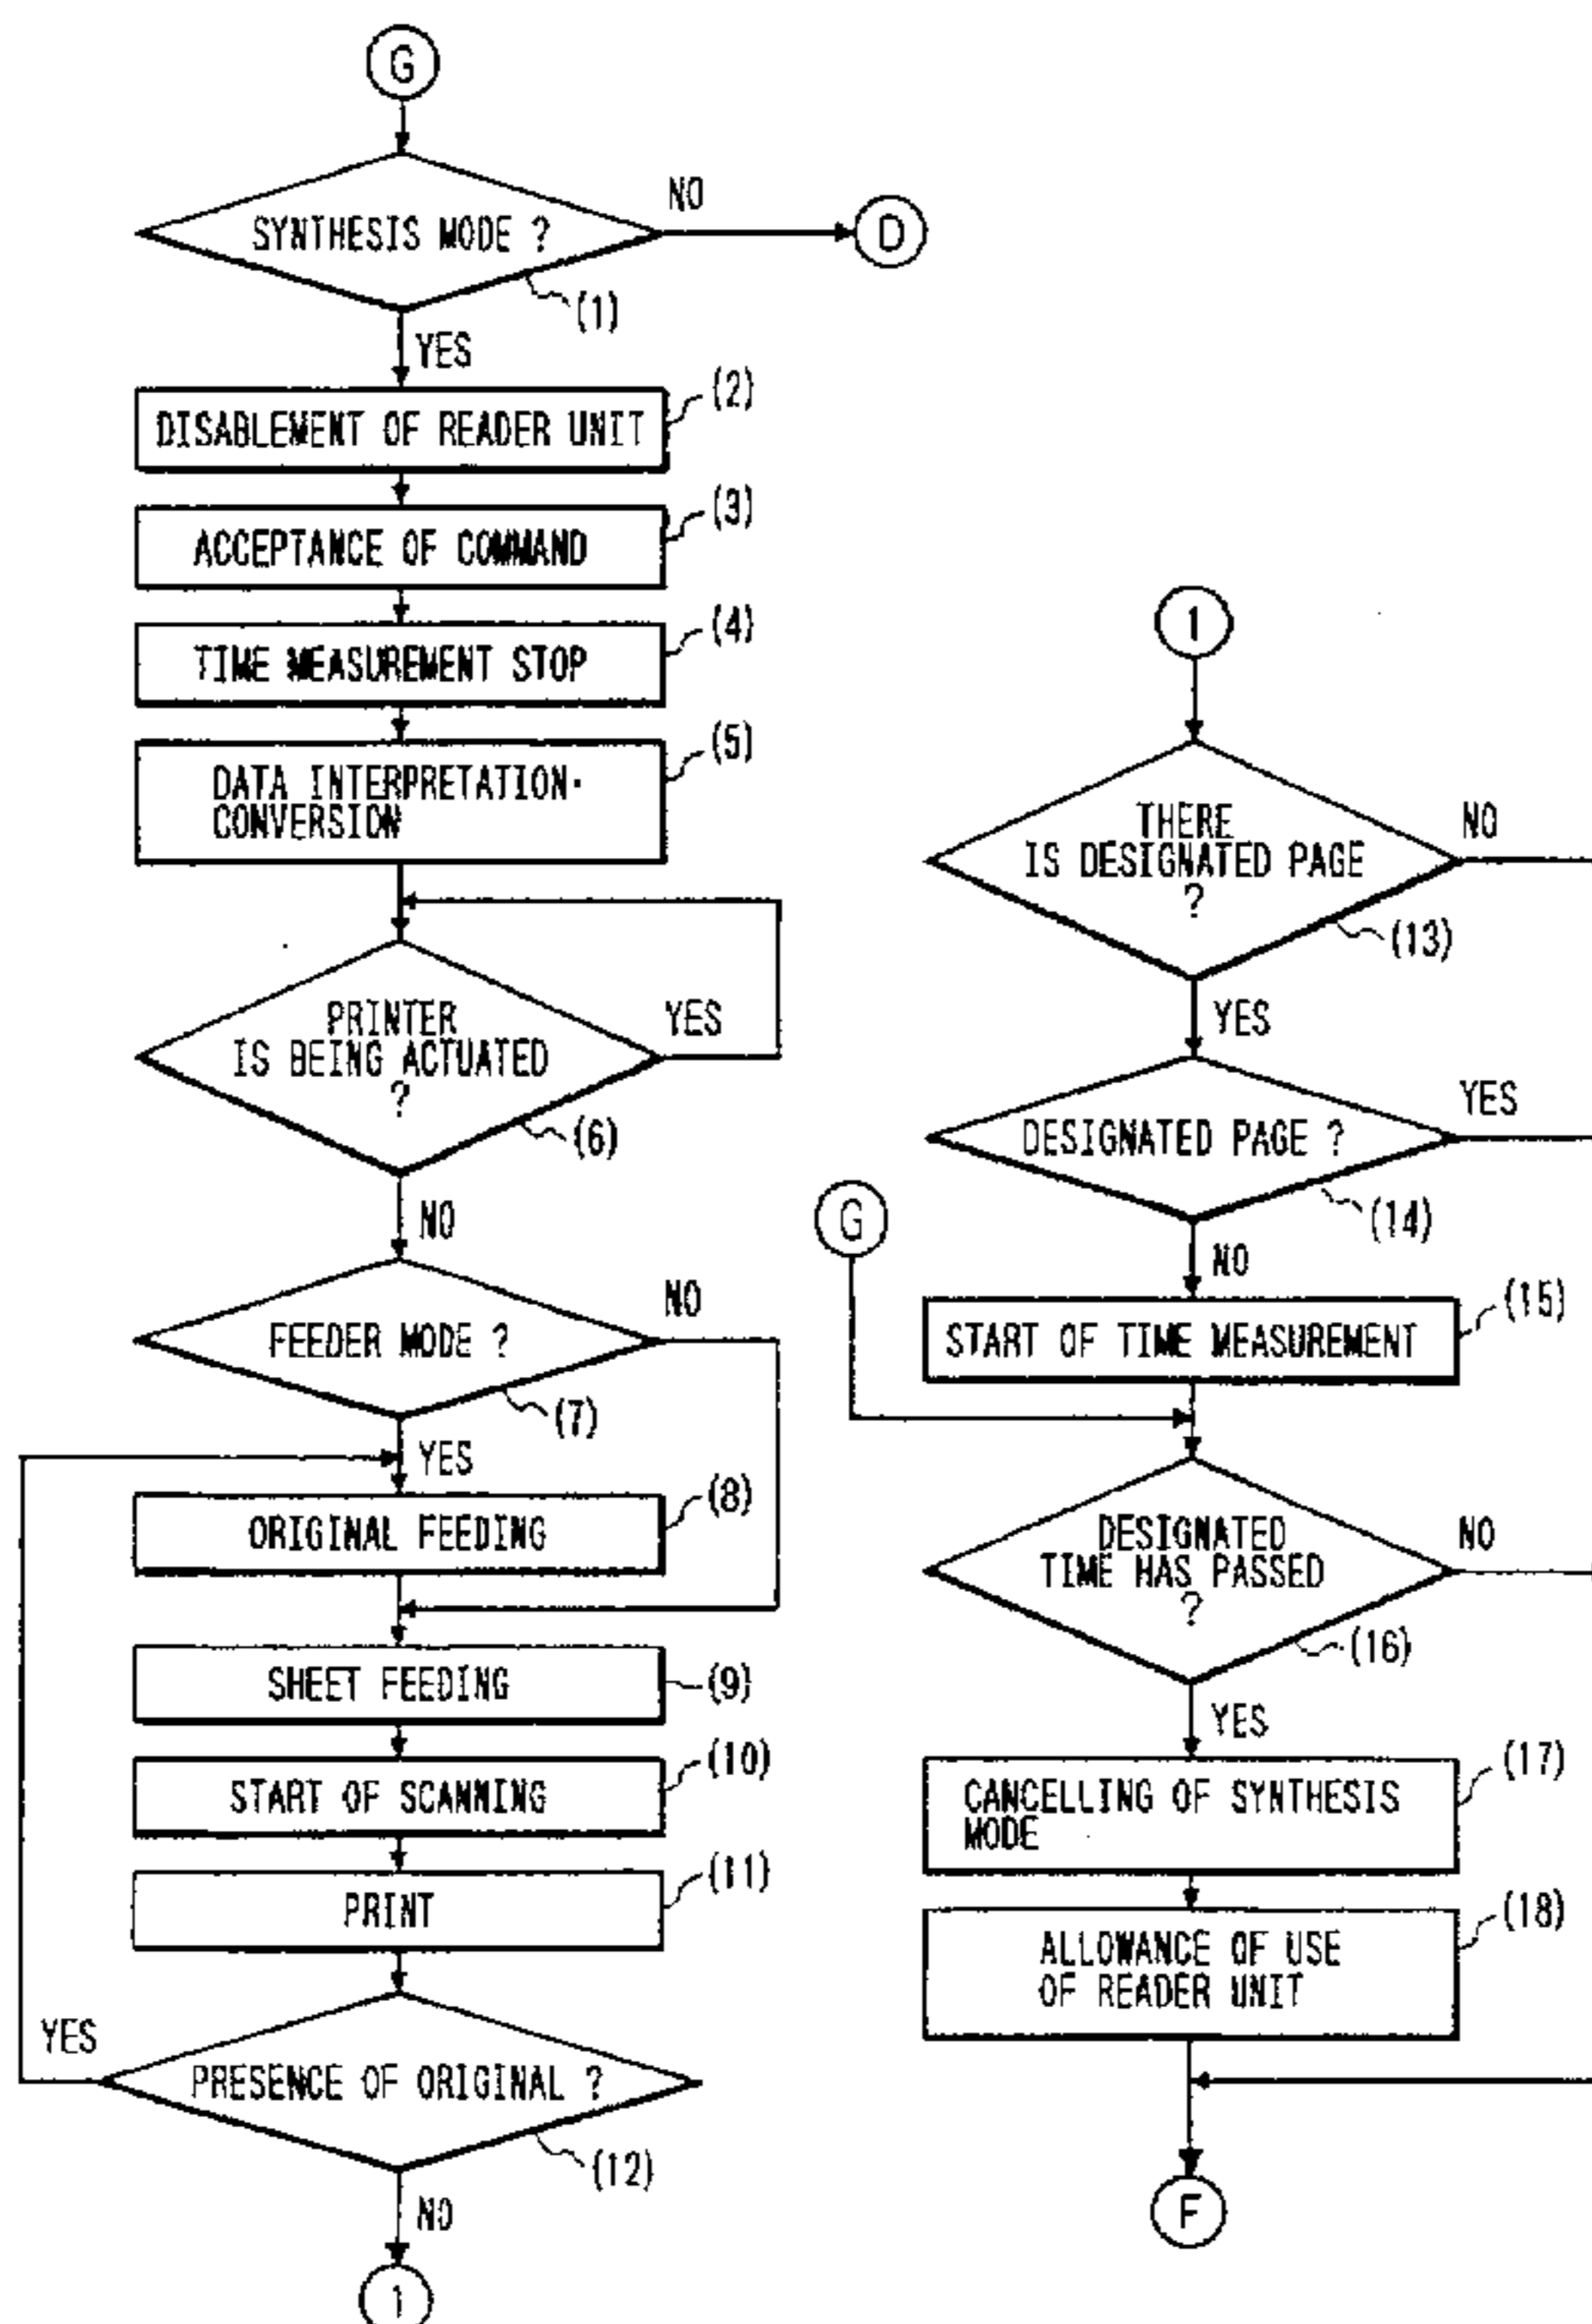 G
SYNTHESIS MODE ?
NO
D
(1)
YES
DISABLEMENT OF READER UNIT
(2)
ACCEPTANCE OF COMMAND
(3)
TIME MEASUREMENT STOP
(4)
DATA INTERPRETATION·
CONVERSION
(5)
PRINTER
IS BEING ACTUATED
?
YES
(6)
NO
FEEDER MODE ?
NO
(7)
YES
ORIGINAL FEEDING
(8)
SHEET FEEDING
(9)
START OF SCANNING
(10)
PRINT
(11)
YES
PRESENCE OF ORIGINAL ?
(12)
NO
1
1
THERE
IS DESIGNATED PAGE
?
NO
(13)
YES
DESIGNATED PAGE ?
YES
(14)
G
NO
START OF TIME MEASUREMENT
(15)
DESIGNATED
TIME HAS PASSED
?
NO
(16)
YES
CANCELLING OF SYNTHESIS
MODE
(17)
ALLOWANCE OF USE
OF READER UNIT
(18)
F